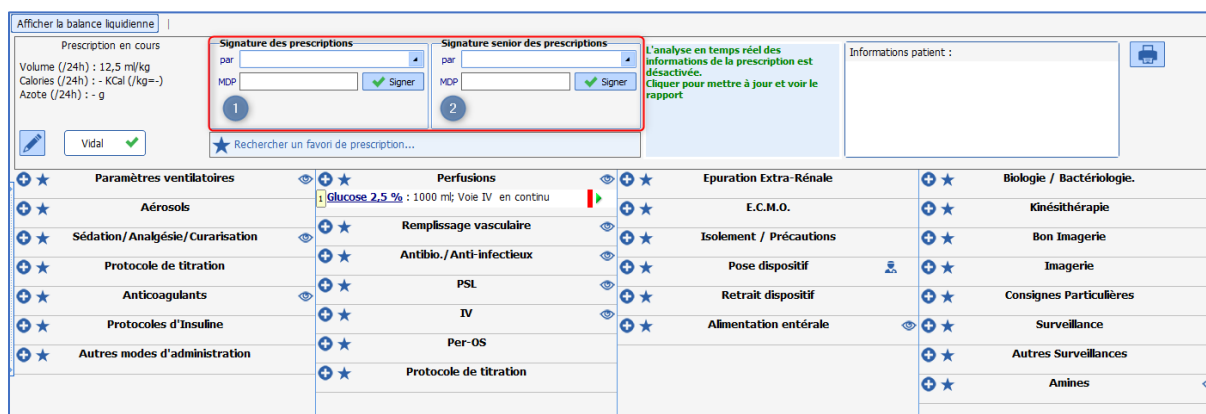 Afficher la balance liquidienne
Prescription en cours
Volume (/24h) : 12,5 ml/kg
Calories (/24h) : - KCal (/kg=-)
Azote (/24h) : - g
Vidal
Signature des prescriptions
par
MDP
Signer
1
Signature senior des prescriptions
par
MDP
Signer
2
Rechercher un favori de prescription...
L'analyse en temps réel des
informations de la prescription est
désactivée.
Cliquer pour mettre à jour et voir le
rapport
Informations patient :
Paramètres ventilatoires
Aérosols
Sédation/Analgésie/Curarisation
Protocole de titration
Anticoagulants
Protocoles d'Insuline
Autres modes d'administration
Perfusions
1 Glucose 2,5 % : 1000 ml; Voie IV en continu
Remplissage vasculaire
Antibio./Anti-infectieux
PSL
IV
Per-OS
Protocole de titration
Epuration Extra-Rénale
E.C.M.O.
Isolement / Précautions
Pose dispositif
Retrait dispositif
Alimentation entérale
Biologie / Bactériologie.
Kinésithérapie
Bon Imagerie
Imagerie
Consignes Particulières
Surveillance
Autres Surveillances
Amines